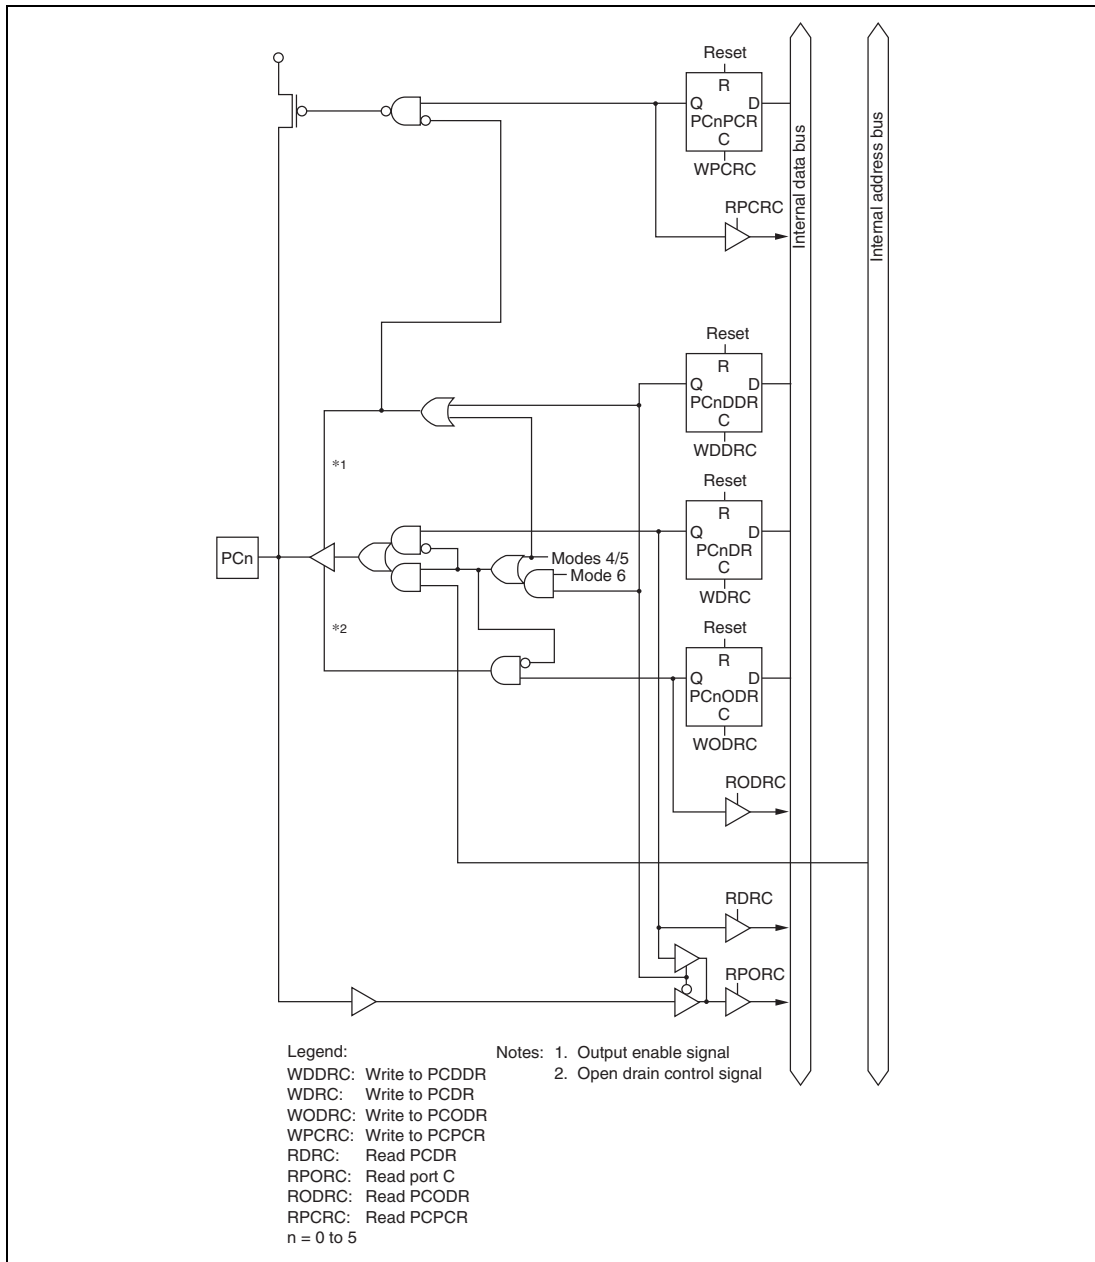 Reset
R
Q D
PCnPCR
C
WPCRC
RPCRC
Internal data bus
Internal address bus
Reset
R
Q D
PCnDDR
C
WDDRC
*1
Reset
R
Q D
PCnDR
C
WDRC
PCn
Modes 4/5
Mode 6
*2
Reset
R
Q D
PCnODR
C
WODRC
RODRC
RDRC
RPORC
Legend:
WDDRC: Write to PCDDR
WDRC: Write to PCDR
WODRC: Write to PCODR
WPCRC: Write to PCPCR
RDRC: Read PCDR
RPORC: Read port C
RODRC: Read PCODR
RPCRC: Read PCPCR
n = 0 to 5
Notes: 1. Output enable signal
2. Open drain control signal